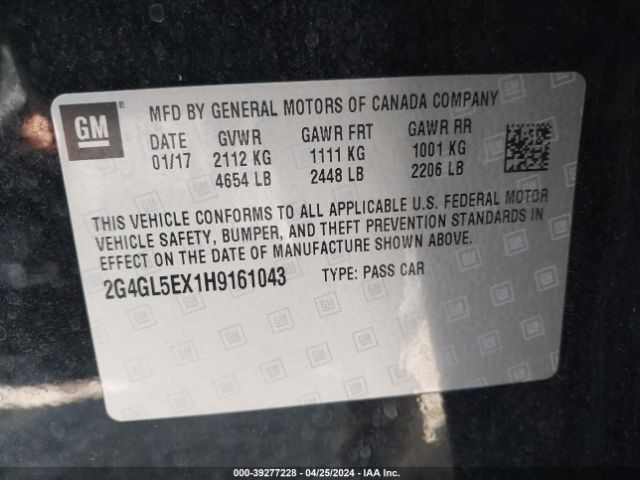 GM
MFD BY GENERAL MOTORS OF CANADA COMPANY
DATE GVWR GAWR FRT GAWR RR
01/17 2112 KG 1111 KG 1001 KG
4654 LB 2448 LB 2206 LB
THIS VEHICLE CONFORMS TO ALL APPLICABLE U.S. FEDERAL MOTOR
VEHICLE SAFETY, BUMPER, AND THEFT PREVENTION STANDARDS IN
EFFECT ON THE DATE OF MANUFACTURE SHOWN ABOVE.
2G4GL5EX1H9161043 TYPE: PASS CAR
000-39277228 - 04/25/2024 - IAA Inc.